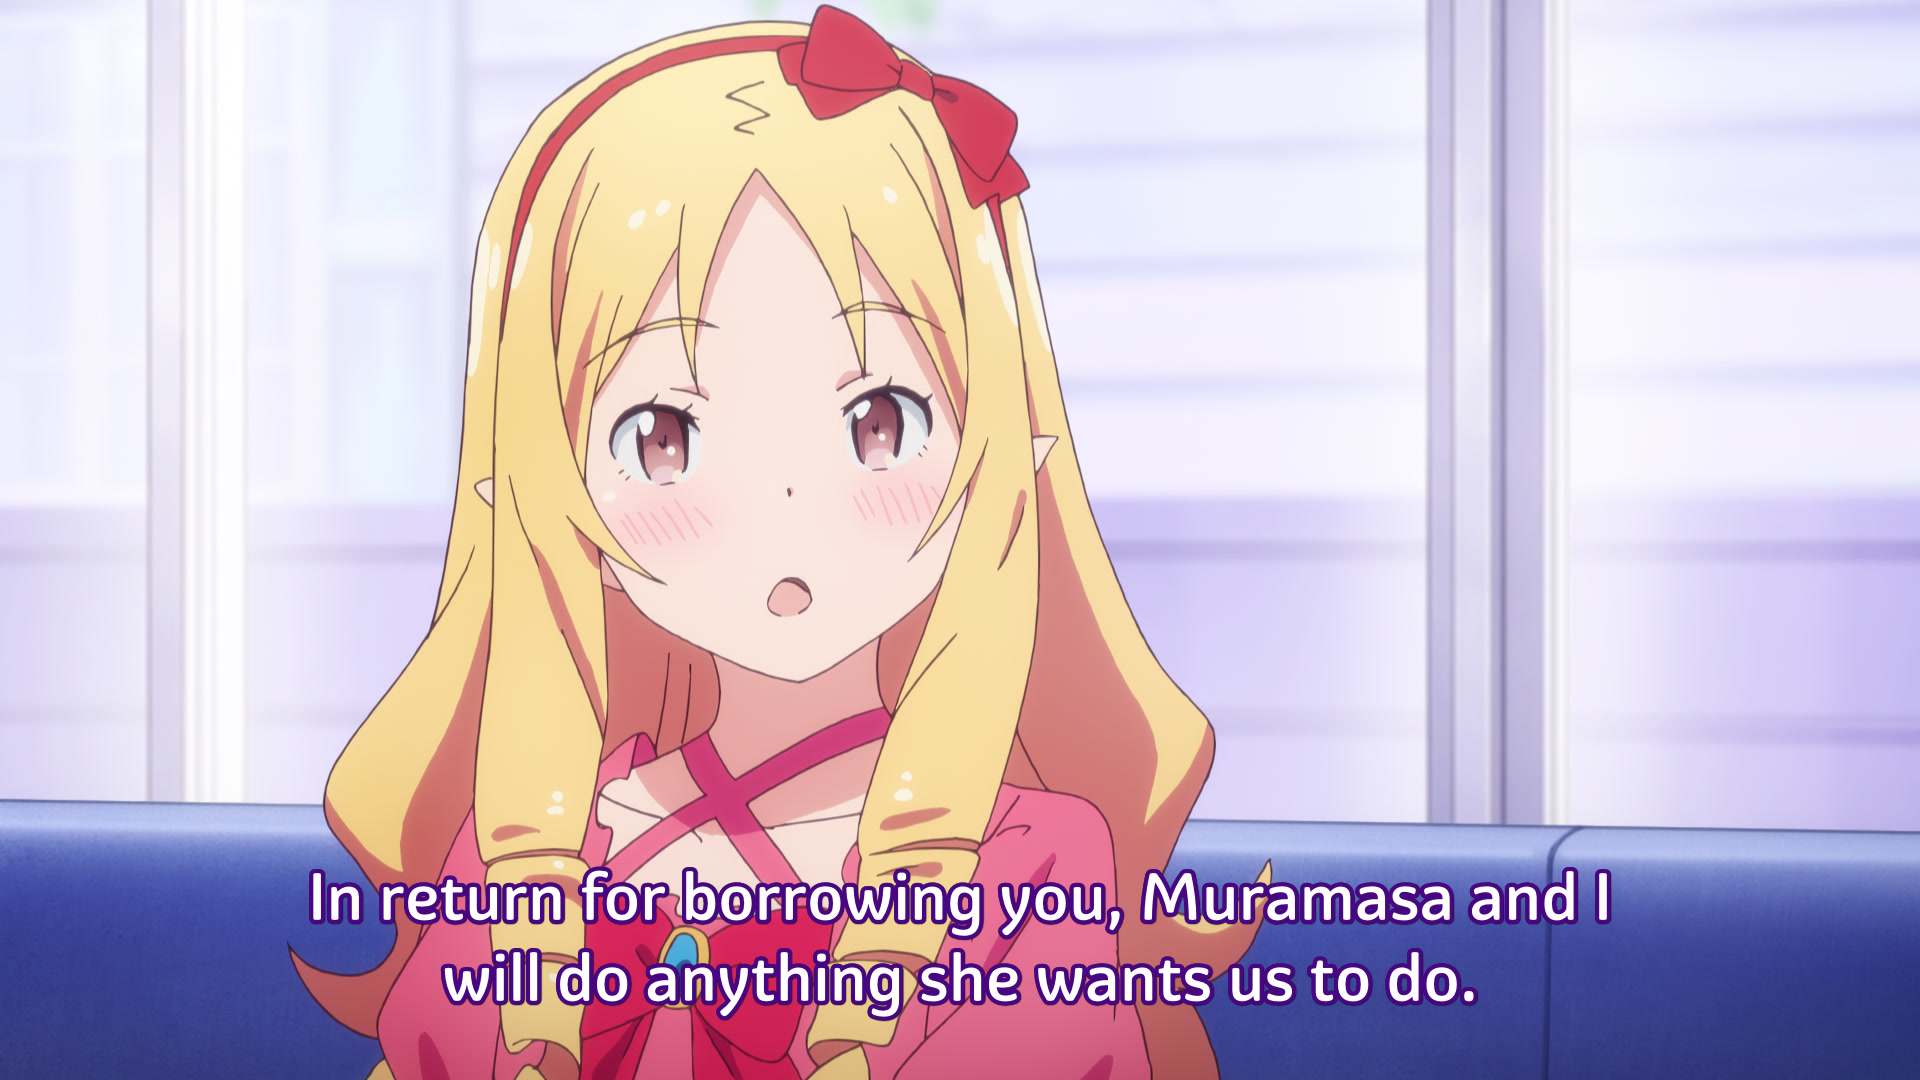 In return for borrowing you, Muramasa and I
will do anything she wants us to do.